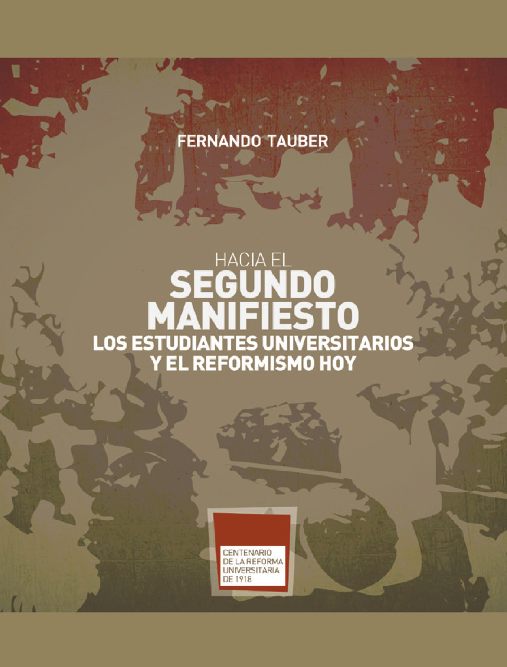 FERNANDO TAUBER
HACIA EL
SEGUNDO
MANIFIESTO
LOS ESTUDIANTES UNIVERSITARIOS
Y EL REFORMISMO HOY
CENTENARIO
DE LA REFORMA
UNIVERSITARIA
DE 1918